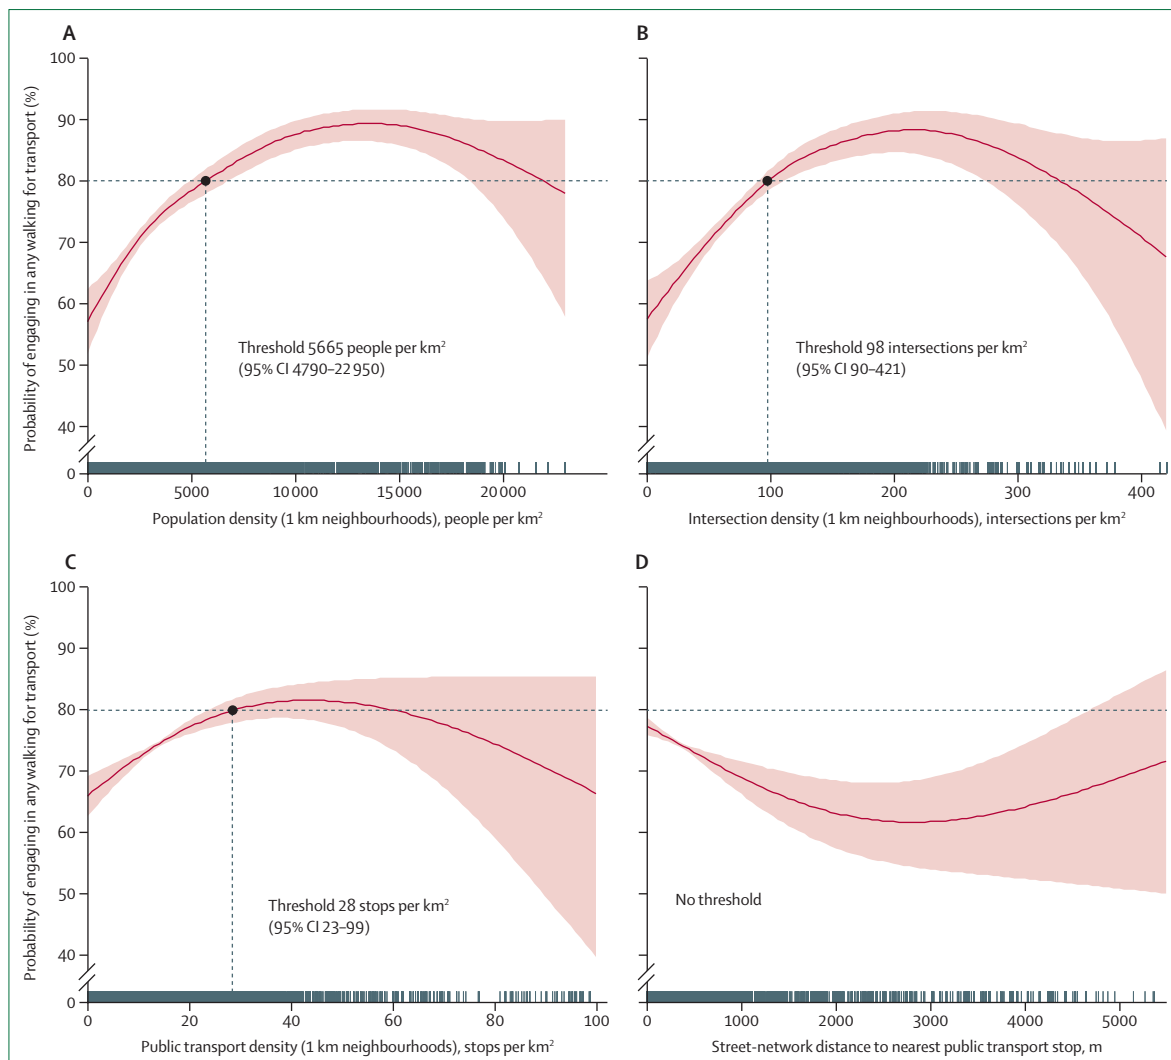 A
100
90
80
70
60
50
40
0
Probability of engaging in any walking for transport (%)
Threshold 5665 people per km²
(95% CI 4790–22 950)
0 5000 10000 15000 20000
Population density (1 km neighbourhoods), people per km²
B
Threshold 98 intersections per km²
(95% CI 90–421)
0 100 200 300 400
Intersection density (1 km neighbourhoods), intersections per km²
C
100
90
80
70
60
50
40
0
Probability of engaging in any walking for transport (%)
Threshold 28 stops per km²
(95% CI 23–99)
0 20 40 60 80 100
Public transport density (1 km neighbourhoods), stops per km²
D
No threshold
0 1000 2000 3000 4000 5000
Street-network distance to nearest public transport stop, m